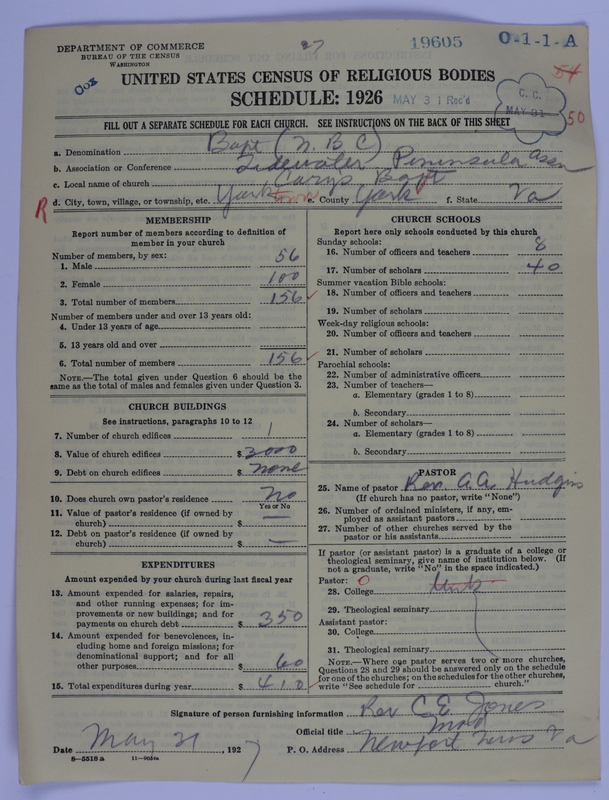 DEPARTMENT OF COMMERCE
BUREAU OF THE CENSUS
WASHINGTON
27
19605
O-1-1-A
UNITED STATES CENSUS OF RELIGIOUS BODIES
54
SCHEDULE: 1926
MAY 31 Rec'd
C. C.
MAY 31
50
FILL OUT A SEPARATE SCHEDULE FOR EACH CHURCH. SEE INSTRUCTIONS ON THE BACK OF THIS SHEET
a. Denomination Bapt (N.B.C)
b. Association or Conference Tidewater Peninsula Assn
c. Local name of church Carys Bapt
R
d. City, town, village, or township, etc. York town e. County York f. State Va
MEMBERSHIP
Report number of members according to definition of
member in your church
Number of members, by sex:
1. Male 56
2. Female 100
3. Total number of members 156
Number of members under and over 13 years old:
4. Under 13 years of age
5. 13 years old and over
6. Total number of members 156
NOTE.—The total given under Question 6 should be the
same as the total of males and females given under Question 3.
CHURCH BUILDINGS
See instructions, paragraphs 10 to 12
7. Number of church edifices 1
8. Value of church edifices $ 3000
9. Debt on church edifices $ none
10. Does church own pastor's residence No
Yes or No
11. Value of pastor's residence (if owned by
church) $ —
12. Debt on pastor's residence (if owned by
church) $ —
EXPENDITURES
Amount expended by your church during last fiscal year
13. Amount expended for salaries, repairs,
and other running expenses; for im-
provements or new buildings; and for
payments on church debt $ 350
14. Amount expended for benevolences, in-
cluding home and foreign missions; for
denominational support; and for all
other purposes $ 60
15. Total expenditures during year $ 410
CHURCH SCHOOLS
Report here only schools conducted by this church
Sunday schools:
16. Number of officers and teachers 8
17. Number of scholars 40
Summer vacation Bible schools:
18. Number of officers and teachers
19. Number of scholars
Week-day religious schools:
20. Number of officers and teachers
21. Number of scholars
Parochial schools:
22. Number of administrative officers
23. Number of teachers—
a. Elementary (grades 1 to 8)
b. Secondary
24. Number of scholars—
a. Elementary (grades 1 to 8)
b. Secondary
PASTOR
25. Name of pastor Rev. A.A. Hudgins
(If church has no pastor, write "None")
26. Number of ordained ministers, if any, em-
ployed as assistant pastors
27. Number of other churches served by the
pastor or his assistants
If pastor (or assistant pastor) is a graduate of a college or
theological seminary, give name of institution below. (If
not a graduate, write "No" in the space indicated.)
Pastor: O
28. College
29. Theological seminary
Assistant pastor:
30. College
31. Theological seminary
NOTE.—Where one pastor serves two or more churches,
Questions 28 and 29 should be answered only on the schedule
for one of the churches; on the schedules for the other churches,
write "See schedule for church."
Signature of person furnishing information Rev C.E. Jones
Official title Mod
Date May 21, 1927
P. O. Address Newport News Va
8—5518a 11—9054a